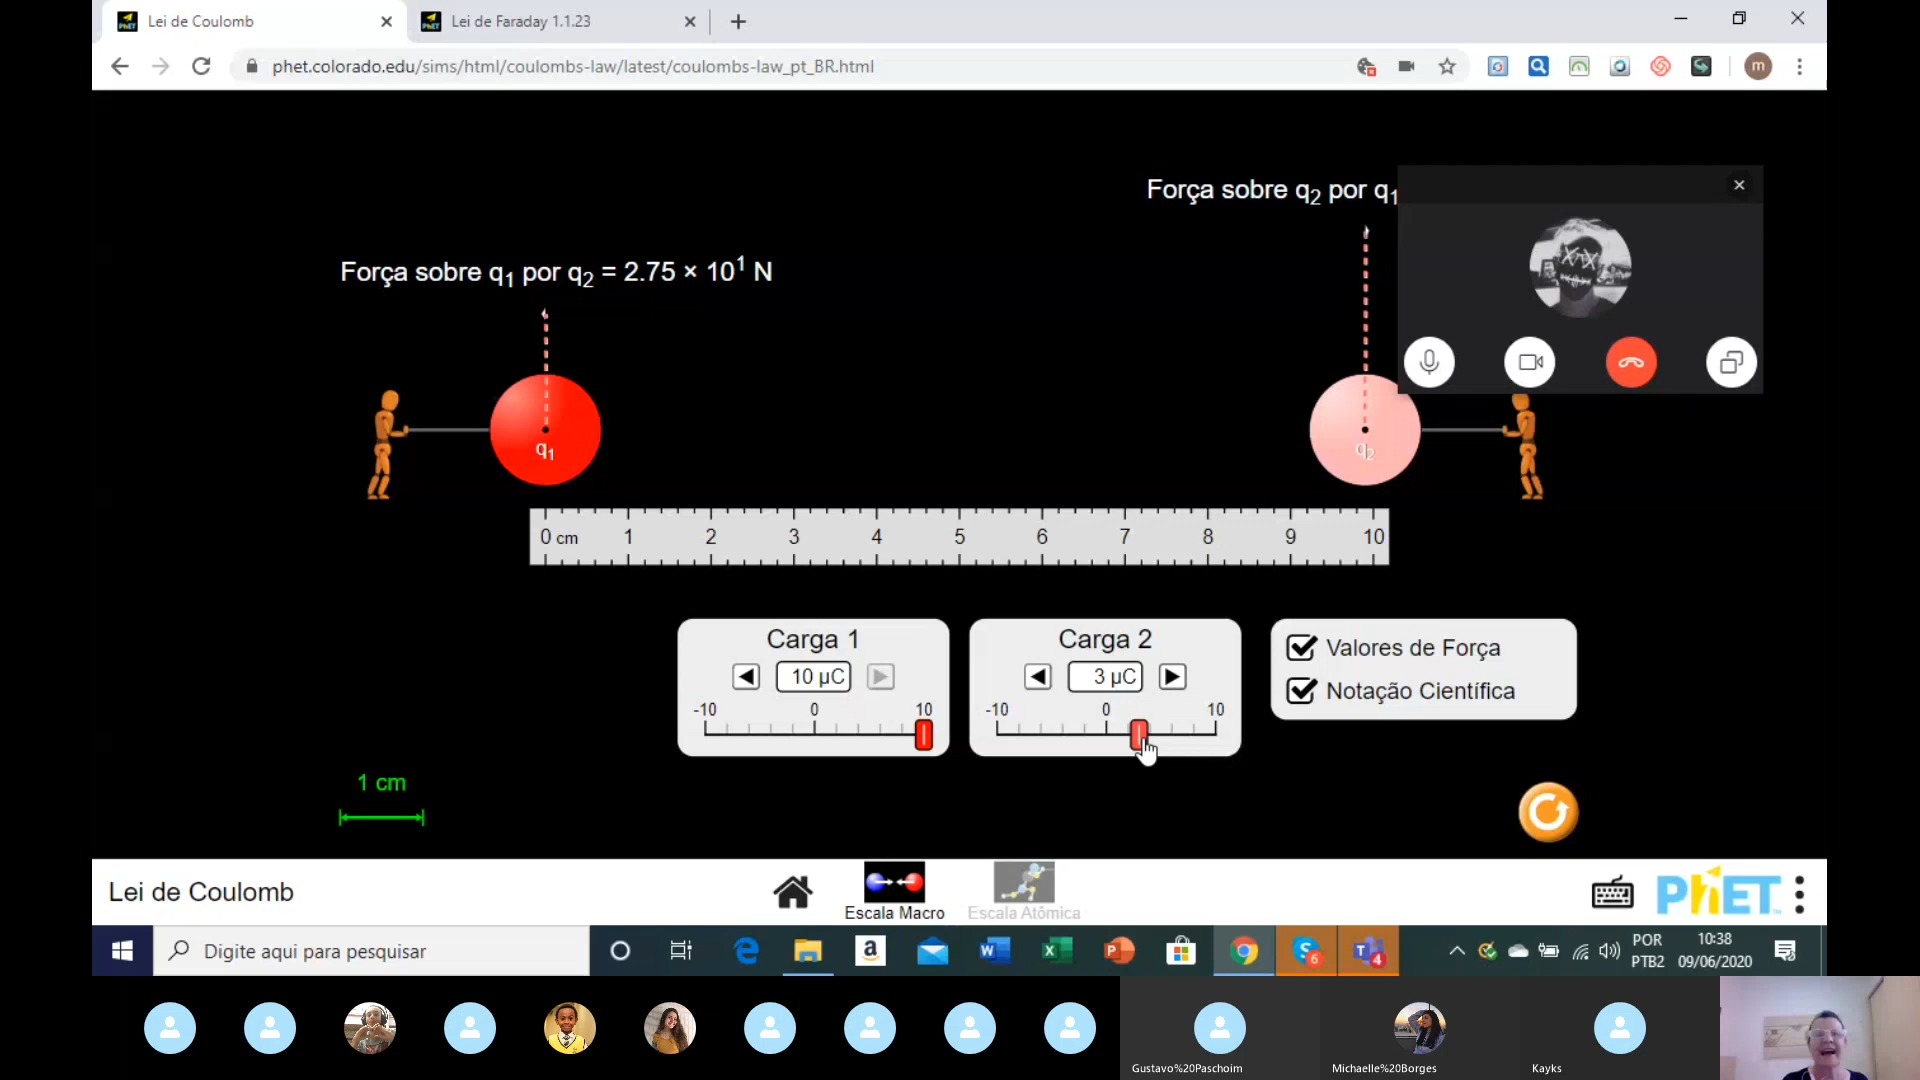 Lei de Coulomb
Lei de Faraday 1.1.23
phet.colorado.edu/sims/html/coulombs-law/latest/coulombs-law_pt_BR.html
m
Força sobre q2 por q1
Força sobre q1 por q2 = 2.75 × 10¹ N
q1
q2
0 cm 1 2 3 4 5 6 7 8 9 10
Carga 1
10 µC
-10 0 10
Carga 2
3 µC
-10 0 10
Valores de Força
Notação Científica
1 cm
Lei de Coulomb
Escala Macro
Escala Atômica
PhET
Digite aqui para pesquisar
6
4
POR
PTB2
10:38
09/06/2020
Gustavo%20Paschoim
Michaelle%20Borges
Kayks